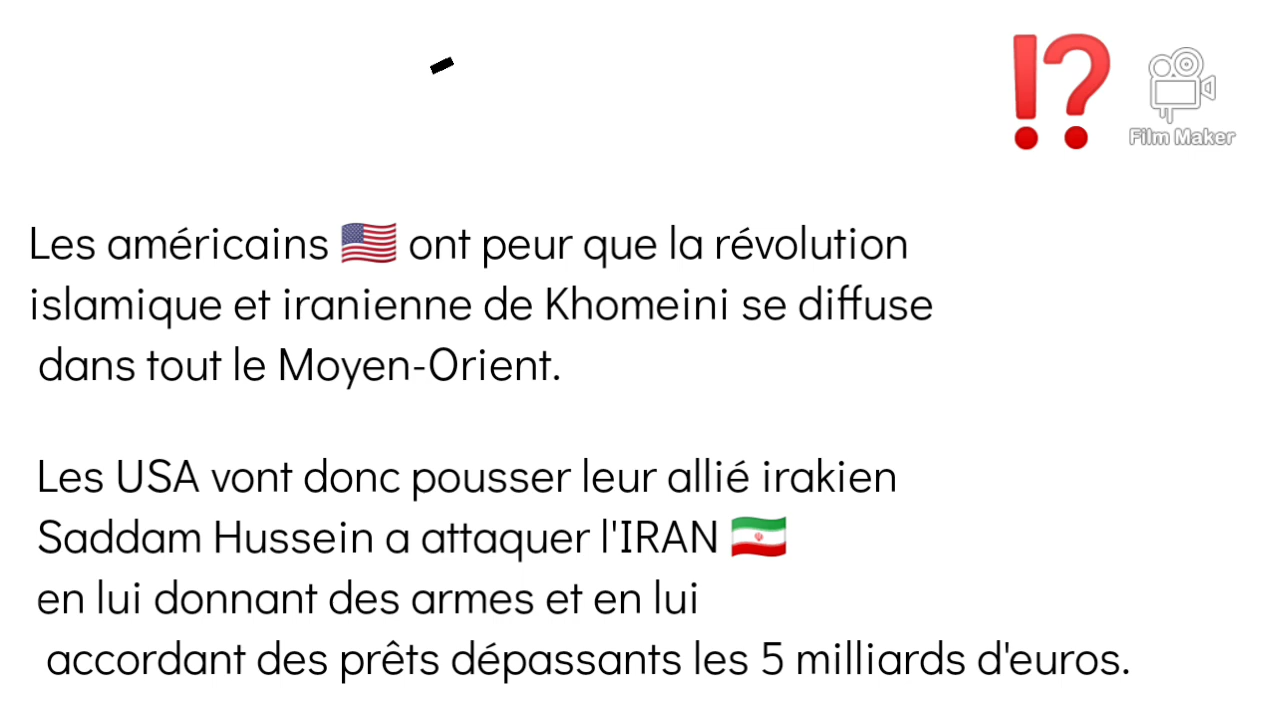 ⁉️
Film Maker
Les américains 🇺🇸 ont peur que la révolution
islamique et iranienne de Khomeini se diffuse
dans tout le Moyen-Orient.
Les USA vont donc pousser leur allié irakien
Saddam Hussein a attaquer l'IRAN 🇮🇷
en lui donnant des armes et en lui
accordant des prêts dépassants les 5 milliards d'euros.